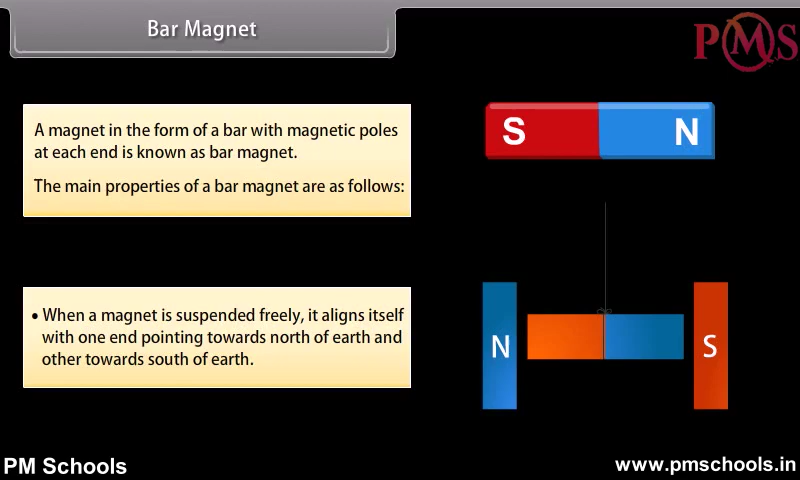 Bar Magnet
PMS
A magnet in the form of a bar with magnetic poles
at each end is known as bar magnet.
The main properties of a bar magnet are as follows:
S N
• When a magnet is suspended freely, it aligns itself
with one end pointing towards north of earth and
other towards south of earth.
N S
PM Schools
www.pmschools.in